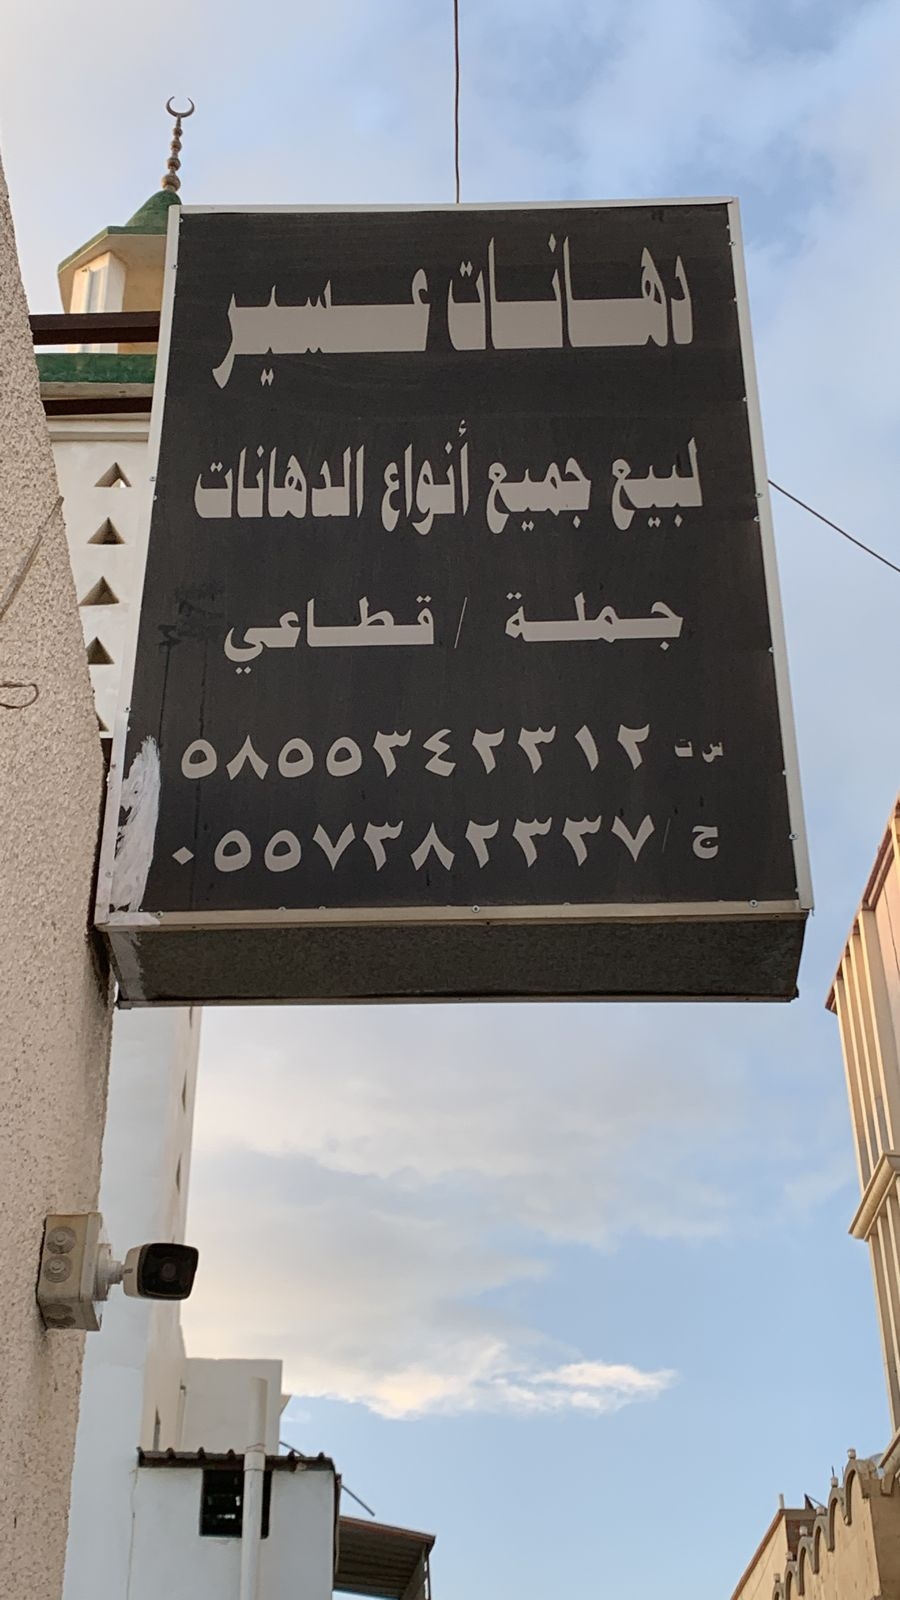 دهانات عسير
لبيع جميع أنواع الدهانات
جملة / قطاعي
س ت ٥٨٥٥٣٤٢٣١٢
ج / ٠٥٥٧٣٨٢٣٣٧